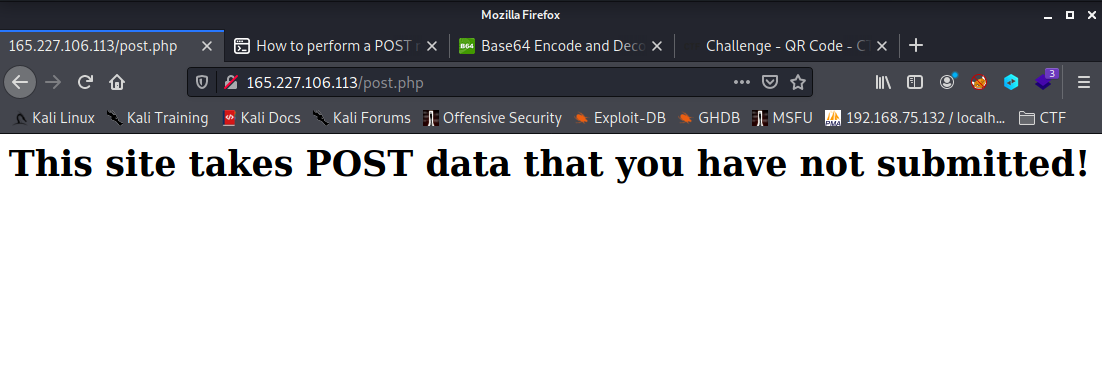 Mozilla Firefox
165.227.106.113/post.php
How to perform a POST
Base64 Encode and Deco
Challenge - QR Code - CT
165.227.106.113/post.php
3
Kali Linux Kali Training Kali Docs Kali Forums Offensive Security Exploit-DB GHDB MSFU 192.168.75.132 / localh... CTF
This site takes POST data that you have not submitted!